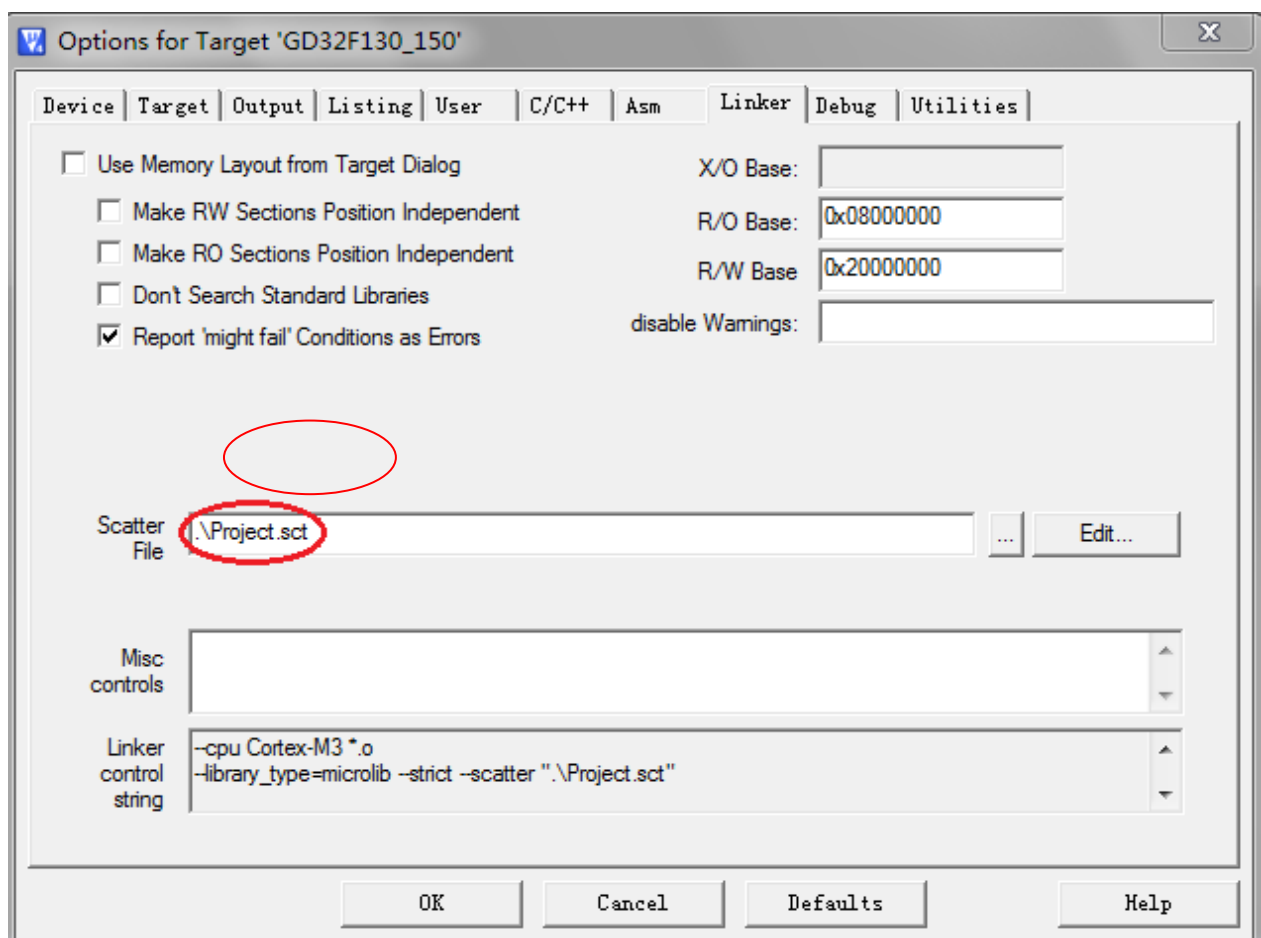 Options for Target 'GD32F130_150'
Device Target Output Listing User C/C++ Asm Linker Debug Utilities
Use Memory Layout from Target Dialog
Make RW Sections Position Independent
Make RO Sections Position Independent
Don't Search Standard Libraries
Report 'might fail' Conditions as Errors
X/O Base:
R/O Base: 0x08000000
R/W Base 0x20000000
disable Warnings:
Scatter
File
.\Project.sct
... Edit...
Misc
controls
Linker
control
string
--cpu Cortex-M3 *.o
--library_type=microlib --strict --scatter ".\Project.sct"
OK Cancel Defaults Help